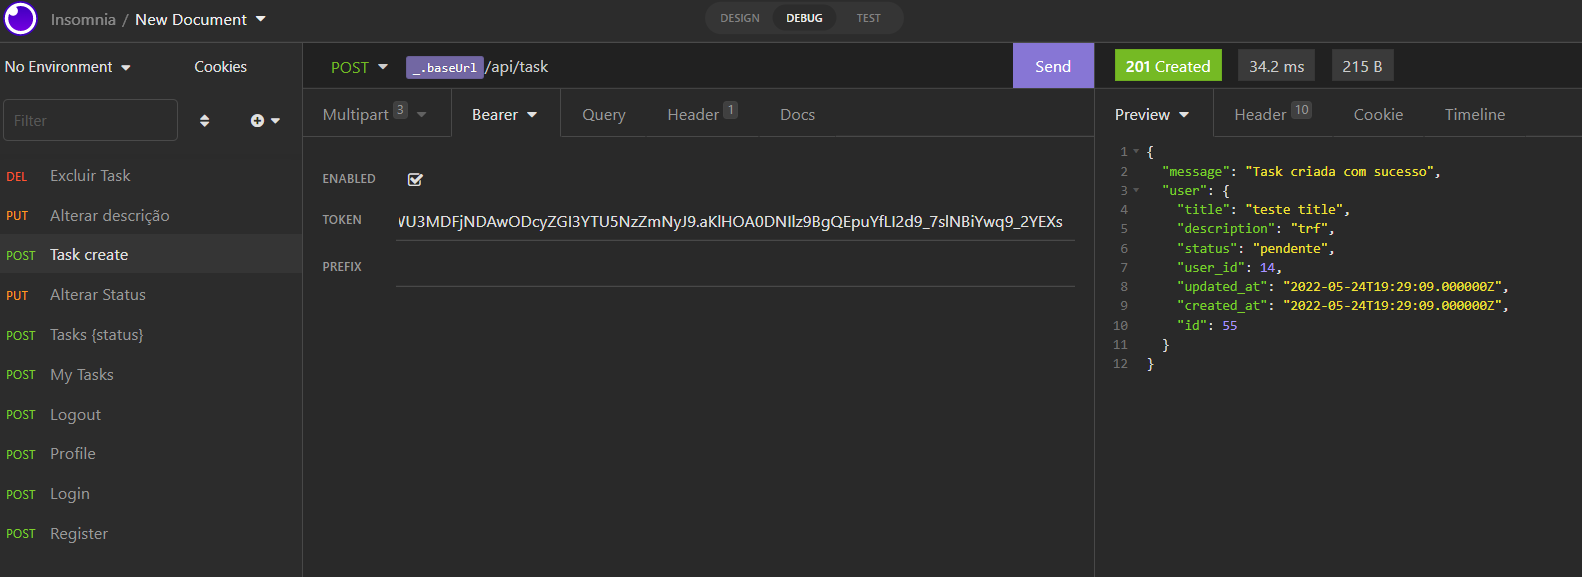 Insomnia / New Document
DESIGN DEBUG TEST
No Environment Cookies
POST _.baseUrl/api/task Send
201 Created 34.2 ms 215 B
Filter
Multipart 3 Bearer Query Header 1 Docs
Preview Header 10 Cookie Timeline
DEL Excluir Task
PUT Alterar descrição
POST Task create
PUT Alterar Status
POST Tasks {status}
POST My Tasks
POST Logout
POST Profile
POST Login
POST Register
ENABLED
TOKEN
PREFIX
1 {
2 "message": "Task criada com sucesso",
3 "user": {
4 "title": "teste title",
5 "description": "trf",
6 "status": "pendente",
7 "user_id": 14,
8 "updated_at": "2022-05-24T19:29:09.000000Z",
9 "created_at": "2022-05-24T19:29:09.000000Z",
10 "id": 55
11 }
12 }